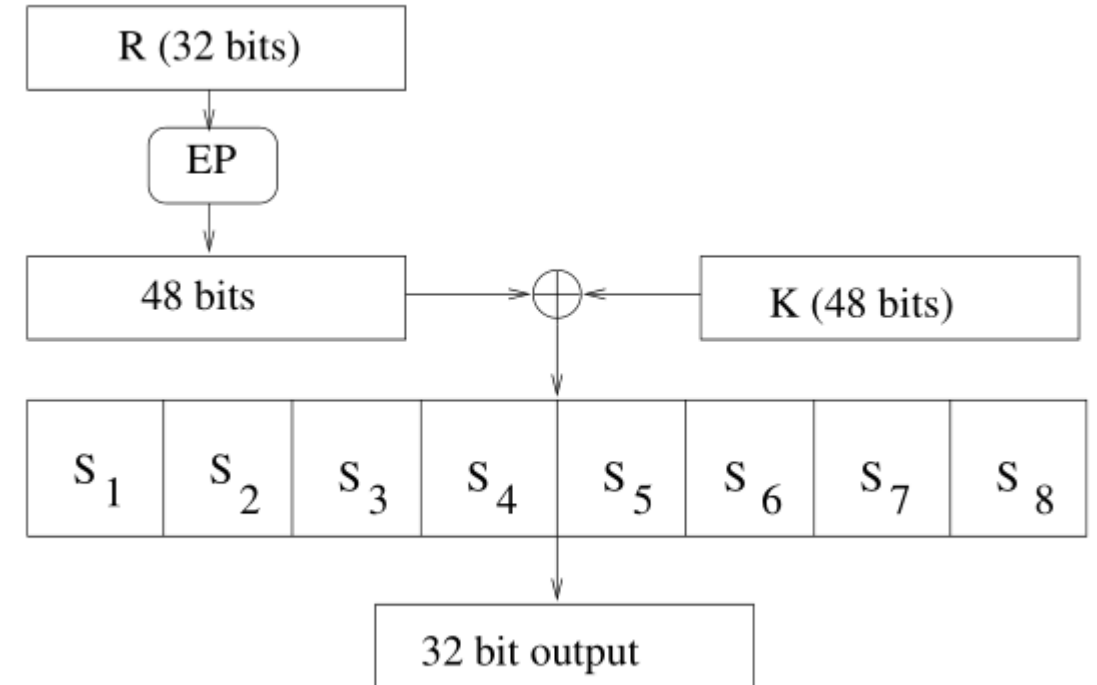 R (32 bits)
EP
48 bits
K (48 bits)
S1 S2 S3 S4 S5 S6 S7 S8
32 bit output